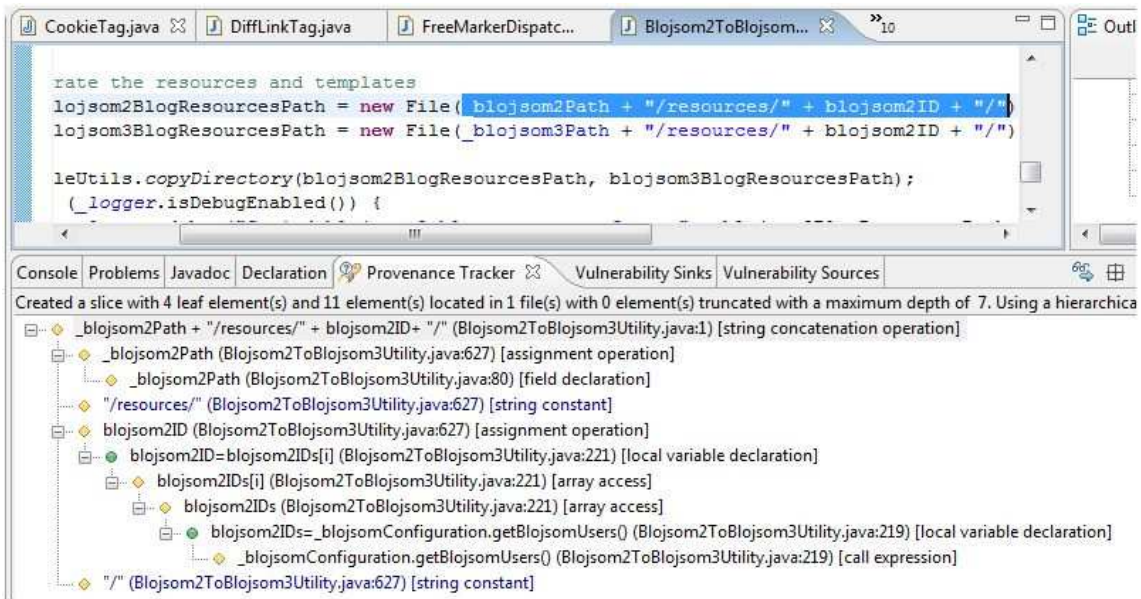 CookieTag.java DiffLinkTag.java FreeMarkerDispatc... Blojsom2ToBlojsom... »10 Outl
rate the resources and templates
lojsom2BlogResourcesPath = new File(_blojsom2Path + "/resources/" + blojsom2ID + "/")
lojsom3BlogResourcesPath = new File(_blojsom3Path + "/resources/" + blojsom2ID + "/")
leUtils.copyDirectory(blojsom2BlogResourcesPath, blojsom3BlogResourcesPath);
(_logger.isDebugEnabled()) {
Console Problems Javadoc Declaration Provenance Tracker Vulnerability Sinks Vulnerability Sources
Created a slice with 4 leaf element(s) and 11 element(s) located in 1 file(s) with 0 element(s) truncated with a maximum depth of 7. Using a hierarchica
_blojsom2Path + "/resources/" + blojsom2ID+ "/" (Blojsom2ToBlojsom3Utility.java:1) [string concatenation operation]
_blojsom2Path (Blojsom2ToBlojsom3Utility.java:627) [assignment operation]
_blojsom2Path (Blojsom2ToBlojsom3Utility.java:80) [field declaration]
"/resources/" (Blojsom2ToBlojsom3Utility.java:627) [string constant]
blojsom2ID (Blojsom2ToBlojsom3Utility.java:627) [assignment operation]
blojsom2ID=blojsom2IDs[i] (Blojsom2ToBlojsom3Utility.java:221) [local variable declaration]
blojsom2IDs[i] (Blojsom2ToBlojsom3Utility.java:221) [array access]
blojsom2IDs (Blojsom2ToBlojsom3Utility.java:221) [array access]
blojsom2IDs=_blojsomConfiguration.getBlojsomUsers() (Blojsom2ToBlojsom3Utility.java:219) [local variable declaration]
_blojsomConfiguration.getBlojsomUsers() (Blojsom2ToBlojsom3Utility.java:219) [call expression]
"/" (Blojsom2ToBlojsom3Utility.java:627) [string constant]